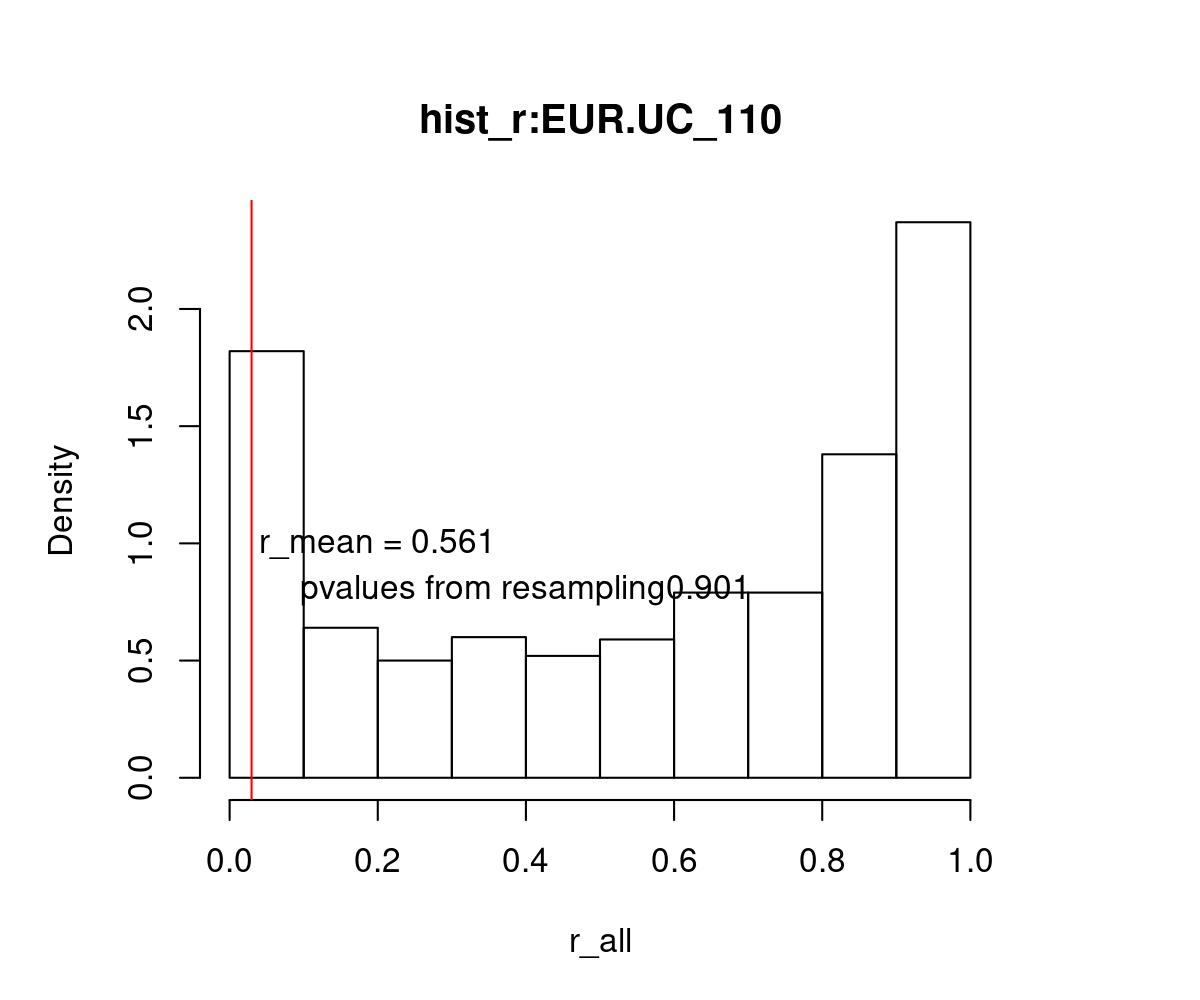 hist_r:EUR.UC_110
2.0
1.5
1.0
0.5
0.0
Density
r_mean = 0.561
pvalues from resampling0.901
0.0 0.2 0.4 0.6 0.8 1.0
r_all